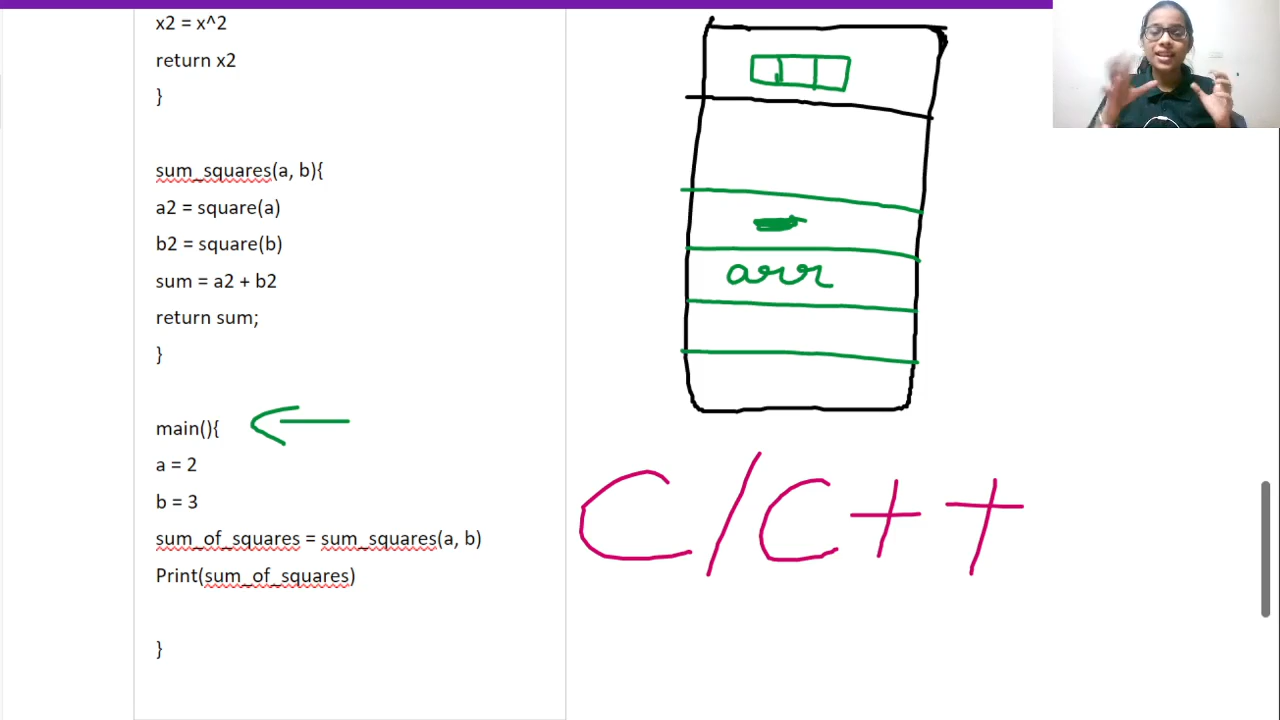 x2 = x^2
return x2
}
sum_squares(a, b){
a2 = square(a)
b2 = square(b)
sum = a2 + b2
return sum;
}
main(){
a = 2
b = 3
sum_of_squares = sum_squares(a, b)
Print(sum_of_squares)
}
arr
C/C++